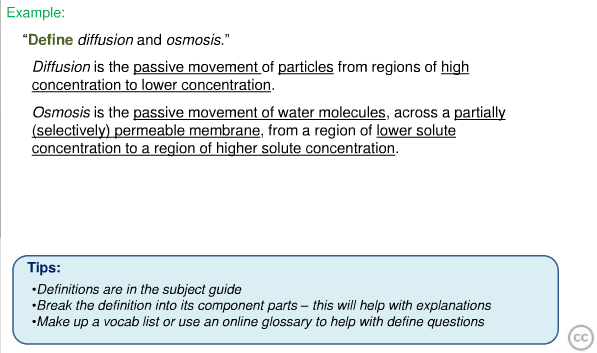 Example:
“Define diffusion and osmosis.”
Diffusion is the passive movement of particles from regions of high
concentration to lower concentration.
Osmosis is the passive movement of water molecules, across a partially
(selectively) permeable membrane, from a region of lower solute
concentration to a region of higher solute concentration.
Tips:
•Definitions are in the subject guide
•Break the definition into its component parts – this will help with explanations
•Make up a vocab list or use an online glossary to help with define questions
cc